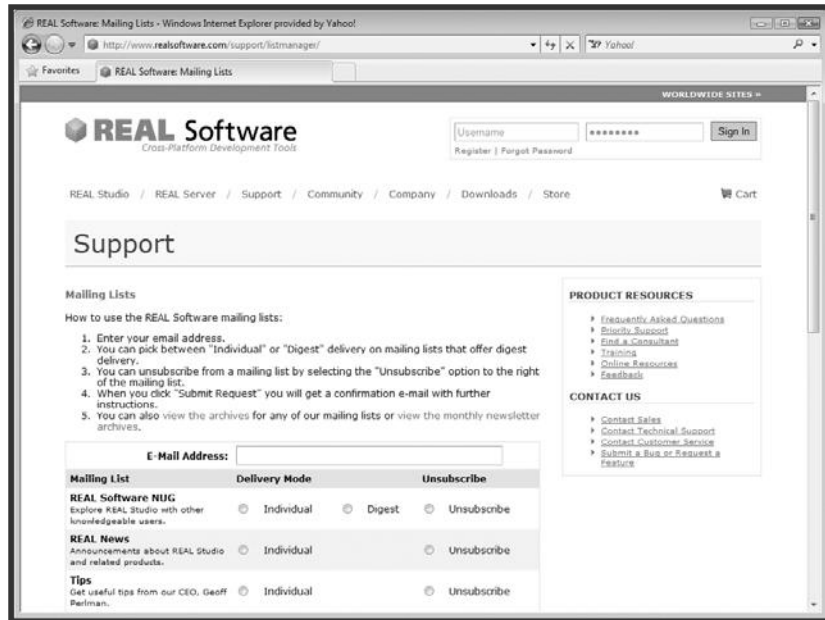 REAL Software: Mailing Lists - Windows Internet Explorer provided by Yahoo!
http://www.realsoftware.com/support/listmanager/
Yahoo!
Favorites
REAL Software: Mailing Lists
WORLDWIDE SITES »
REAL Software
Cross-Platform Development Tools
Username
Sign In
Register | Forgot Password
REAL Studio / REAL Server / Support / Community / Company / Downloads / Store
Cart
Support
Mailing Lists
How to use the REAL Software mailing lists:
1. Enter your email address.
2. You can pick between "Individual" or "Digest" delivery on mailing lists that offer digest
delivery.
3. You can unsubscribe from a mailing list by selecting the "Unsubscribe" option to the right
of the mailing list.
4. When you click "Submit Request" you will get a confirmation e-mail with further
instructions.
5. You can also view the archives for any of our mailing lists or view the monthly newsletter
archives.
E-Mail Address:
Mailing List Delivery Mode Unsubscribe
REAL Software NUG
Explore REAL Studio with other
knowledgeable users.
Individual Digest Unsubscribe
REAL News
Announcements about REAL Studio
and related products.
Individual Unsubscribe
Tips
Get useful tips from our CEO, Geoff
Perlman.
Individual Unsubscribe
PRODUCT RESOURCES
Frequently Asked Questions
Priority Support
Find a Consultant
Training
Online Resources
Feedback
CONTACT US
Contact Sales
Contact Technical Support
Contact Customer Service
Submit a Bug or Request a
Feature